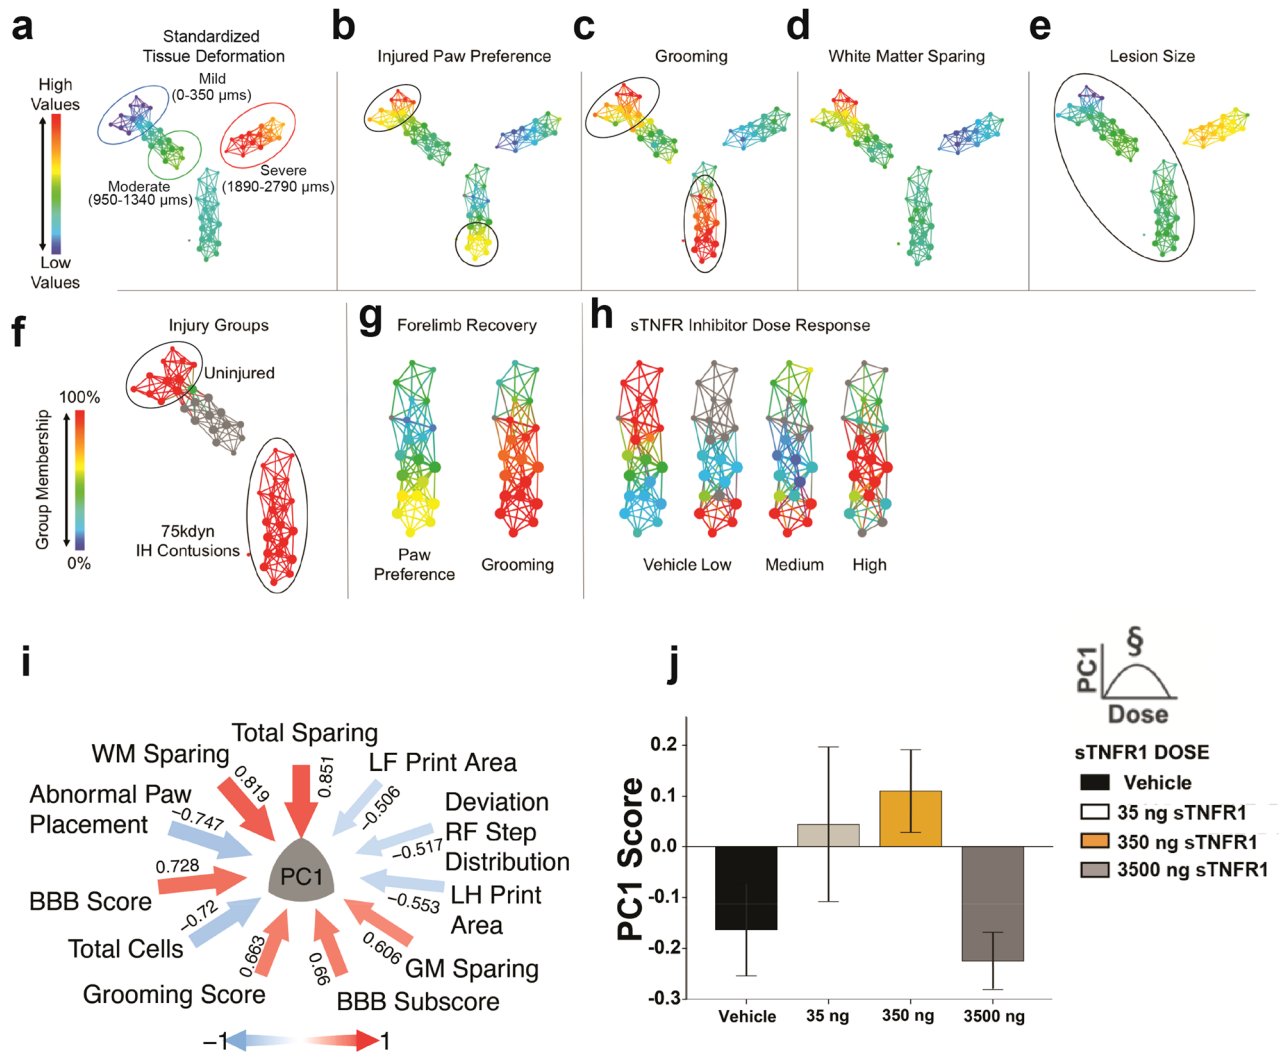 a
Standardized
Tissue Deformation
High
Values
Low
Values
Mild
(0-350 μms)
Moderate
(950-1340 μms)
Severe
(1890-2790 μms)
b
Injured Paw Preference
c
Grooming
d
White Matter Sparing
e
Lesion Size
f
Injury Groups
Uninjured
100%
Group Membership
0%
75kdyn
IH Contusions
g
Forelimb Recovery
Paw
Preference
Grooming
h
sTNFR Inhibitor Dose Response
Vehicle Low Medium High
i
Total Sparing
0.851
WM Sparing
0.819
LF Print Area
−0.506
Abnormal Paw
Placement
−0.747
Deviation
RF Step
Distribution
−0.517
BBB Score
0.728
PC1
LH Print
Area
−0.553
Total Cells
−0.72
GM Sparing
0.606
Grooming Score
0.663
BBB Subscore
0.66
−1 1
j
PC1 Score
0.2
0.1
0.0
-0.1
-0.2
-0.3
Vehicle 35 ng 350 ng 3500 ng
§
PC1
Dose
sTNFR1 DOSE
Vehicle
35 ng sTNFR1
350 ng sTNFR1
3500 ng sTNFR1